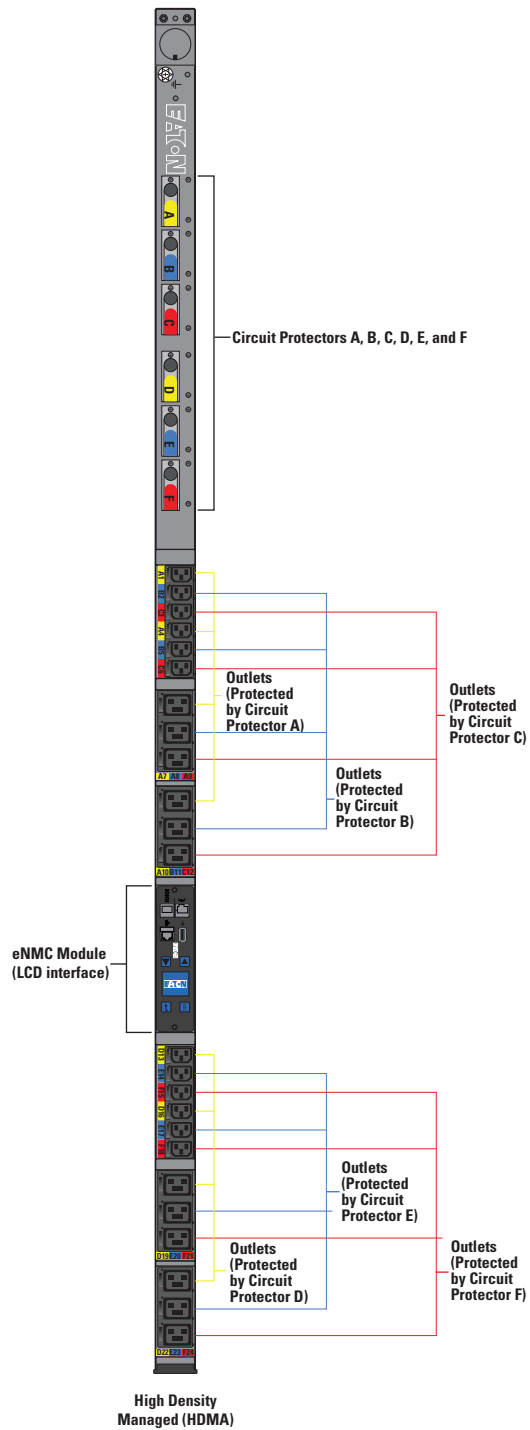 EATON
A
B
C
D
E
F
Circuit Protectors A, B, C, D, E, and F
A1
B2
C3
A4
B5
C6
Outlets
(Protected
by Circuit
Protector A)
Outlets
(Protected
by Circuit
Protector C)
A7 A8 A9
Outlets
(Protected
by Circuit
Protector B)
A10 B11 C12
eNMC Module
(LCD interface)
EATON
D13
E14
F15
D16
E17
F18
Outlets
(Protected
by Circuit
Protector E)
D19 E20 F21
Outlets
(Protected
by Circuit
Protector D)
Outlets
(Protected
by Circuit
Protector F)
D22 E23 F24
High Density
Managed (HDMA)